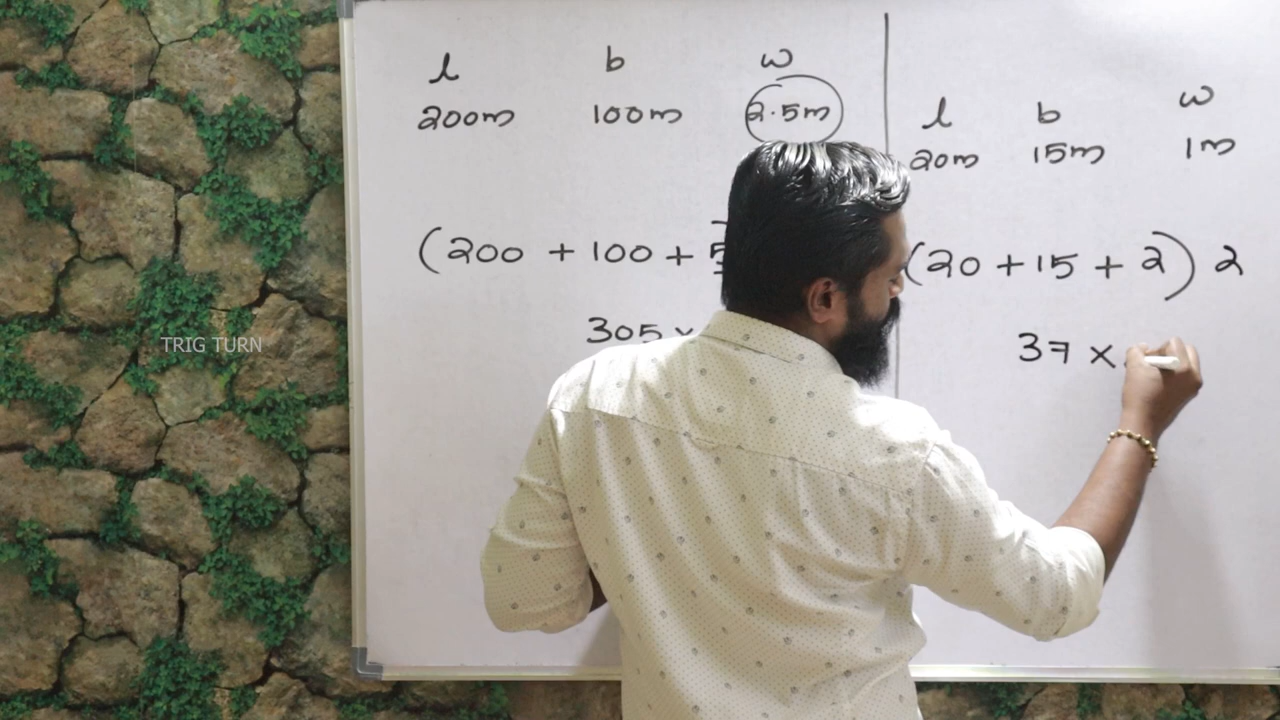 l b w
200m 100m 2.5m
(200 + 100 + 5
305 ×
l b w
20m 15m 1m
(20 + 15 + 2) 2
37 ×
TRIG TURN